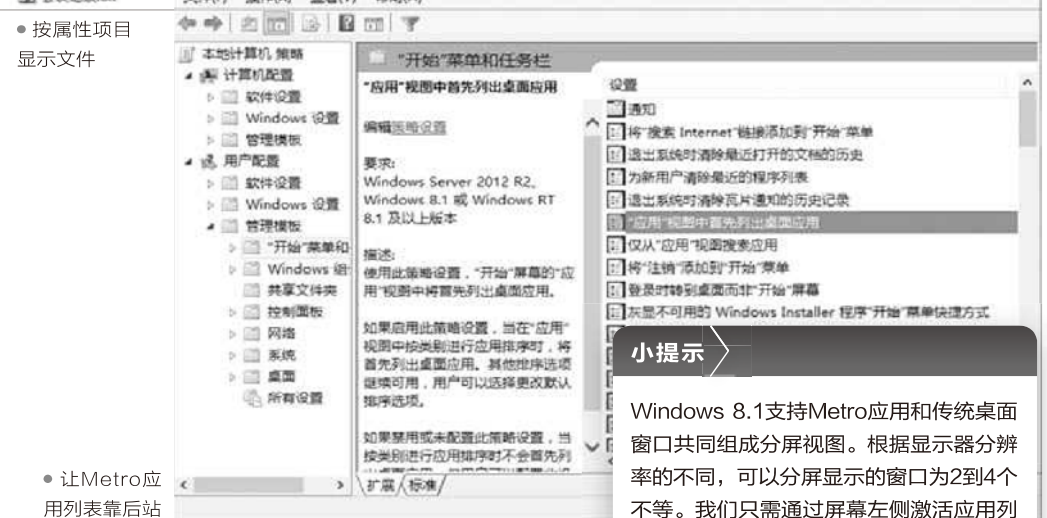 • 按属性项目
显示文件
本地计算机 策略
计算机配置
软件设置
Windows 设置
管理模板
用户配置
软件设置
Windows 设置
管理模板
"开始"菜单和
Windows 组
共享文件夹
控制面板
网络
系统
桌面
所有设置
"开始"菜单和任务栏
"应用"视图中首先列出桌面应用
编辑策略设置
要求:
Windows Server 2012 R2、
Windows 8.1 或 Windows RT
8.1 及以上版本
描述:
使用此策略设置，"开始"屏幕的"应
用"视图中将首先列出桌面应用。
如果启用此策略设置，当在"应用"
视图中按类别进行应用排序时，将
首先列出桌面应用。其他排序选项
继续可用，用户可以选择更改默认
排序选项。
如果禁用或未配置此策略设置，当
按类别进行应用排序时不会首先列
设置
通知
将"搜索 Internet"链接添加到"开始"菜单
退出系统时清除最近打开的文档的历史
为新用户清除最近的程序列表
退出系统时清除瓦片通知的历史记录
"应用"视图中首先列出桌面应用
仅从"应用"视图搜索应用
将"注销"添加到"开始"菜单
登录时转到桌面而非"开始"屏幕
灰显不可用的 Windows Installer 程序"开始"菜单快捷方式
扩展 标准
小提示
Windows 8.1支持Metro应用和传统桌面
窗口共同组成分屏视图。根据显示器分辨
率的不同，可以分屏显示的窗口为2到4个
不等。我们只需通过屏幕左侧激活应用列
• 让Metro应
用列表靠后站